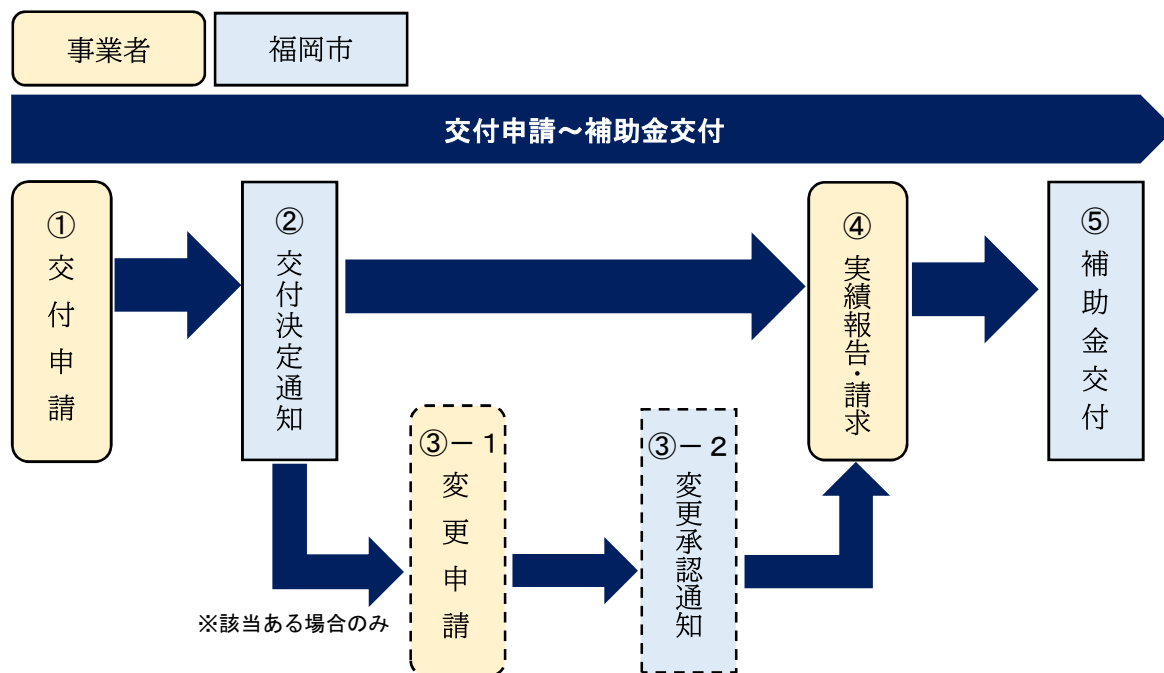 事業者
福岡市
交付申請～補助金交付
①交付申請
②交付決定通知
③－１変更申請
※該当ある場合のみ
③－２変更承認通知
④実績報告・請求
⑤補助金交付